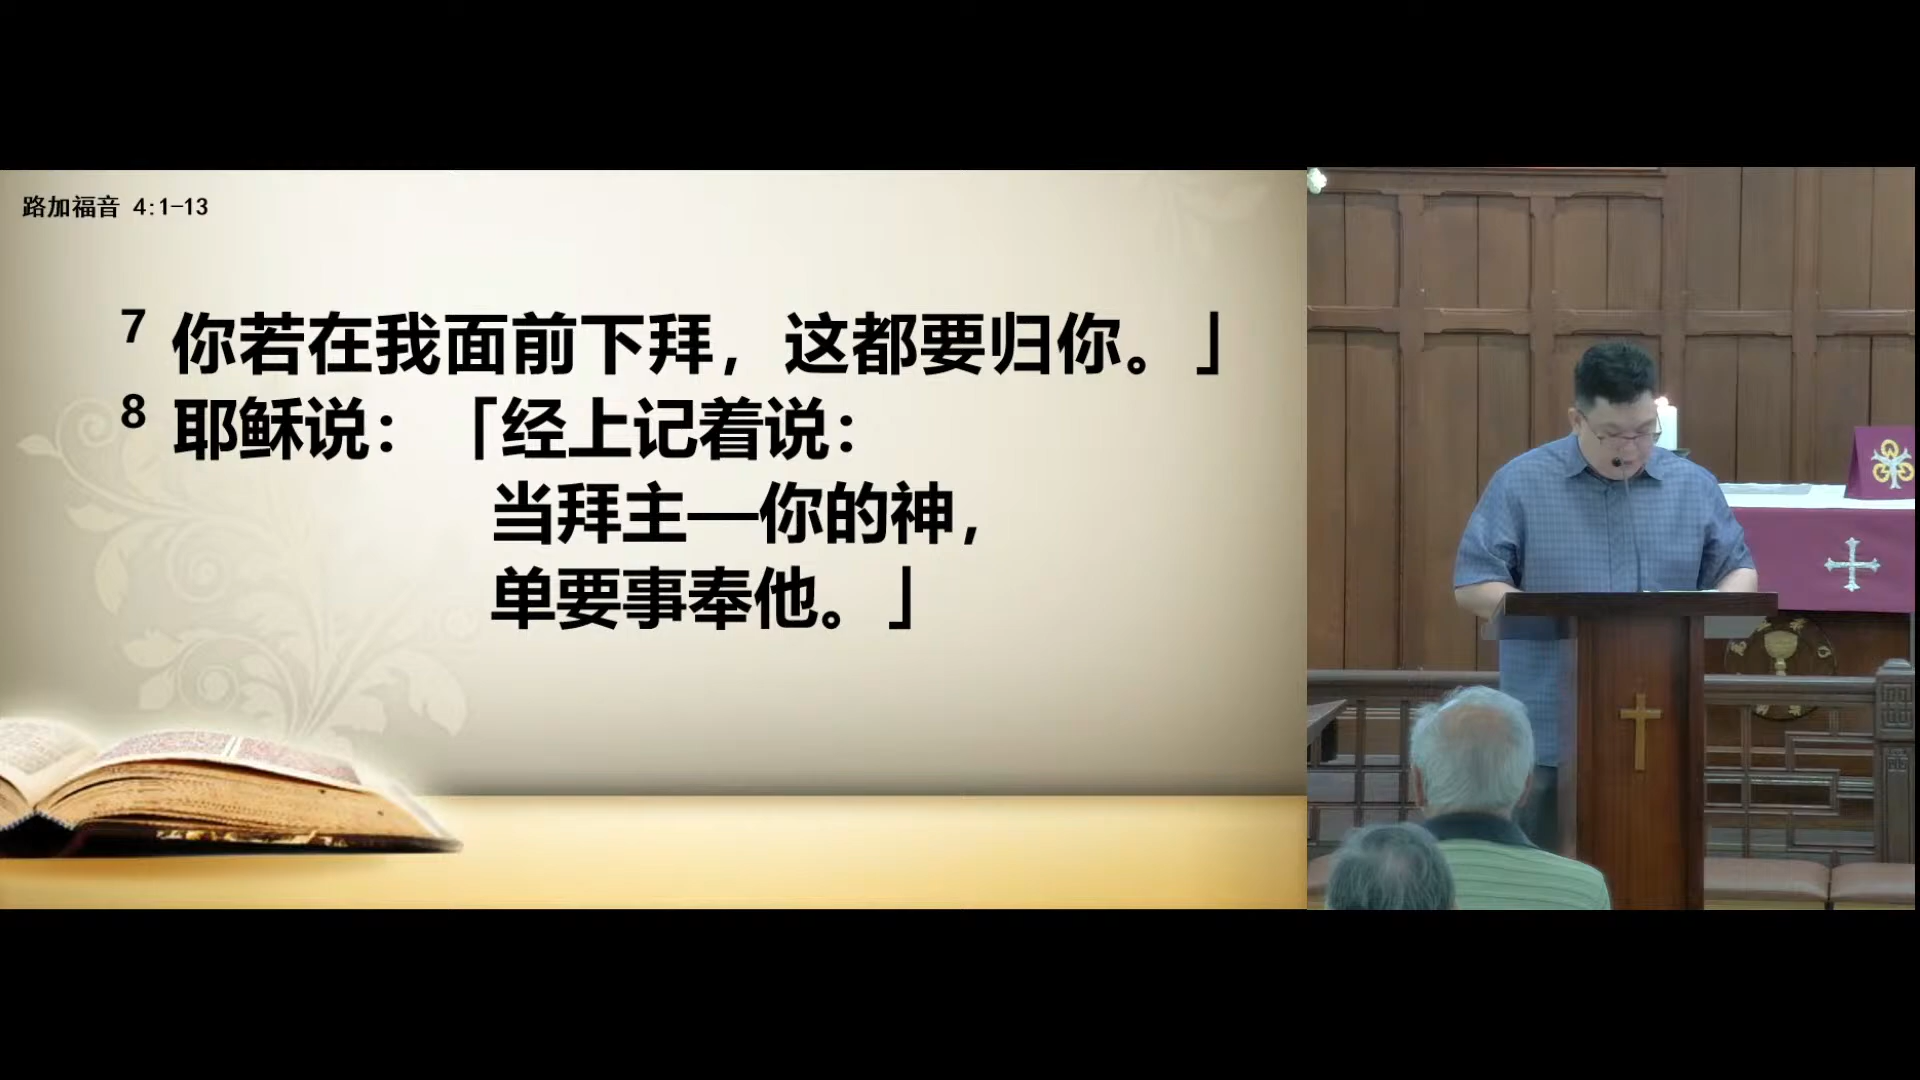 路加福音 4:1-13
7 你若在我面前下拜，这都要归你。」
8 耶稣说：「经上记着说：
当拜主—你的神，
单要事奉他。」